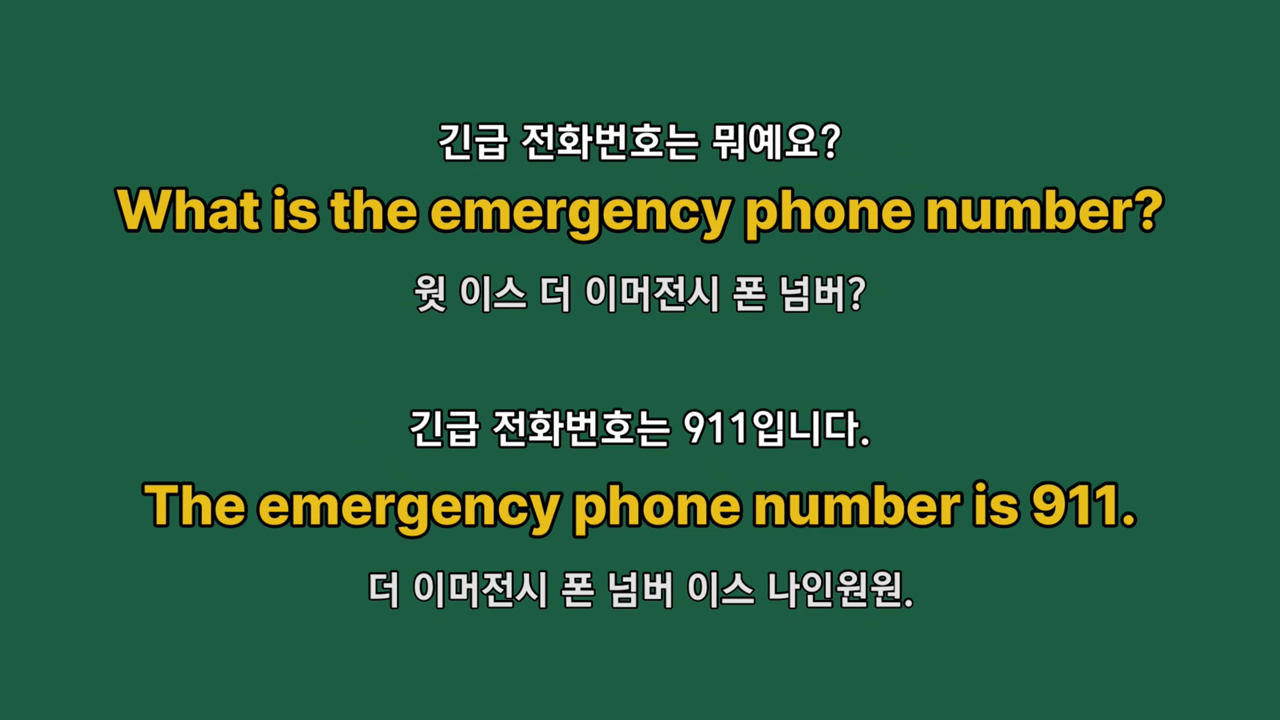 긴급 전화번호는 뭐예요?
What is the emergency phone number?
웟 이스 더 이머전시 폰 넘버?
긴급 전화번호는 911입니다.
The emergency phone number is 911.
더 이머전시 폰 넘버 이스 나인원원.